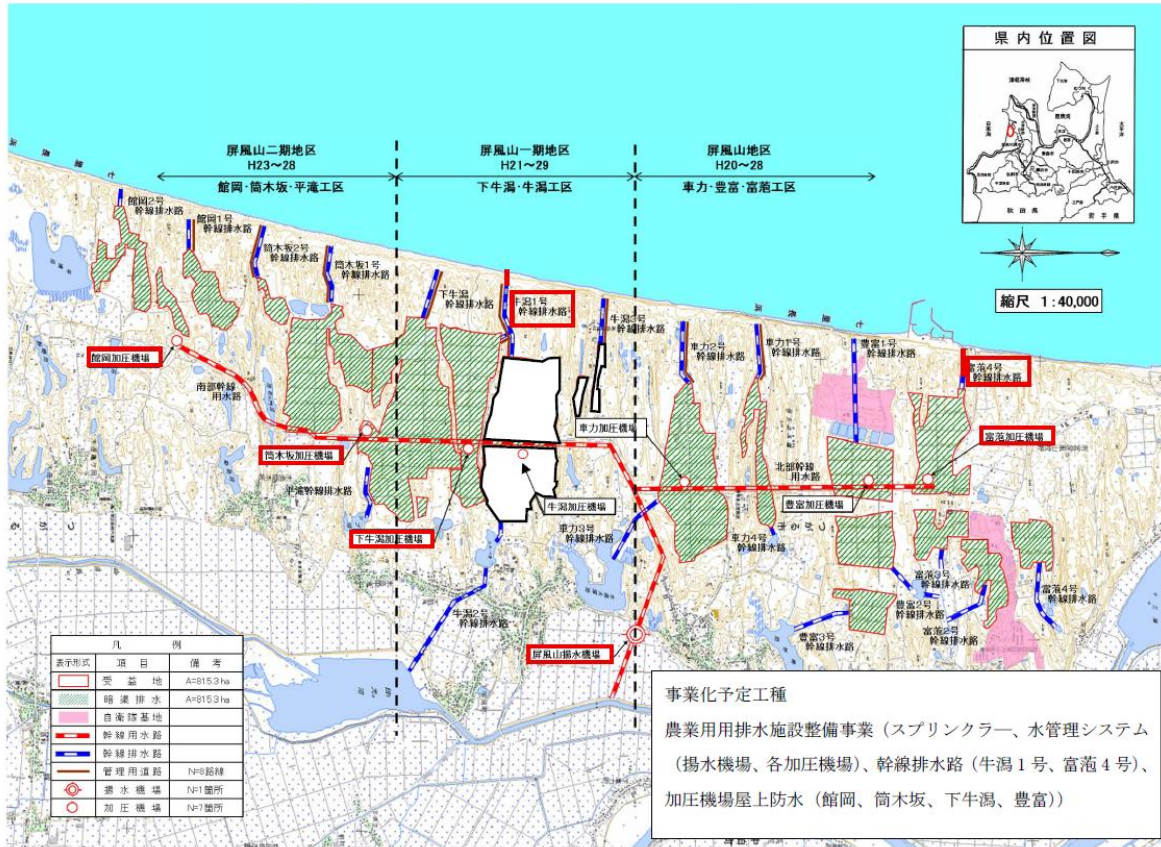 県内位置図
秋田県
岩手県
縮尺 1:40,000
屏風山二期地区
H23～28
館岡・筒木坂・平滝工区
屏風山一期地区
H21～29
下牛潟・牛潟工区
屏風山地区
H20～28
車力・豊富・富萢工区
七里長浜
七里長浜
館岡2号
幹線排水路
館岡1号
幹線排水路
筒木坂2号
幹線排水路
筒木坂1号
幹線排水路
下牛潟
幹線排水路
牛潟1号
幹線排水路
牛潟3号
幹線排水路
車力2号
幹線排水路
車力1号
幹線排水路
豊富1号
幹線排水路
富萢4号
幹線排水路
館岡加圧機場
南部幹線
用水路
筒木坂加圧機場
平滝幹線排水路
下牛潟加圧機場
牛潟加圧機場
車力加圧機場
北部幹線
用水路
豊富加圧機場
富萢加圧機場
車力3号
幹線排水路
車力4号
幹線排水路
牛潟2号
幹線排水路
屏風山揚水機場
豊富3号
幹線排水路
豊富2号
幹線排水路
富萢3号
幹線排水路
富萢2号
幹線排水路
富萢4号
幹線排水路
つがる
凡例
表示形式 項目 備考
受益地 A=815.3ha
暗渠排水 A=815.3ha
自衛隊基地
幹線用水路
幹線排水路
管理用道路 N=8路線
揚水機場 N=1箇所
加圧機場 N=7箇所
事業化予定工種
農業用用排水施設整備事業（スプリンクラ―、水管理システム
（揚水機場、各加圧機場）、幹線排水路（牛潟1号、富萢4号）、
加圧機場屋上防水（館岡、筒木坂、下牛潟、豊富））